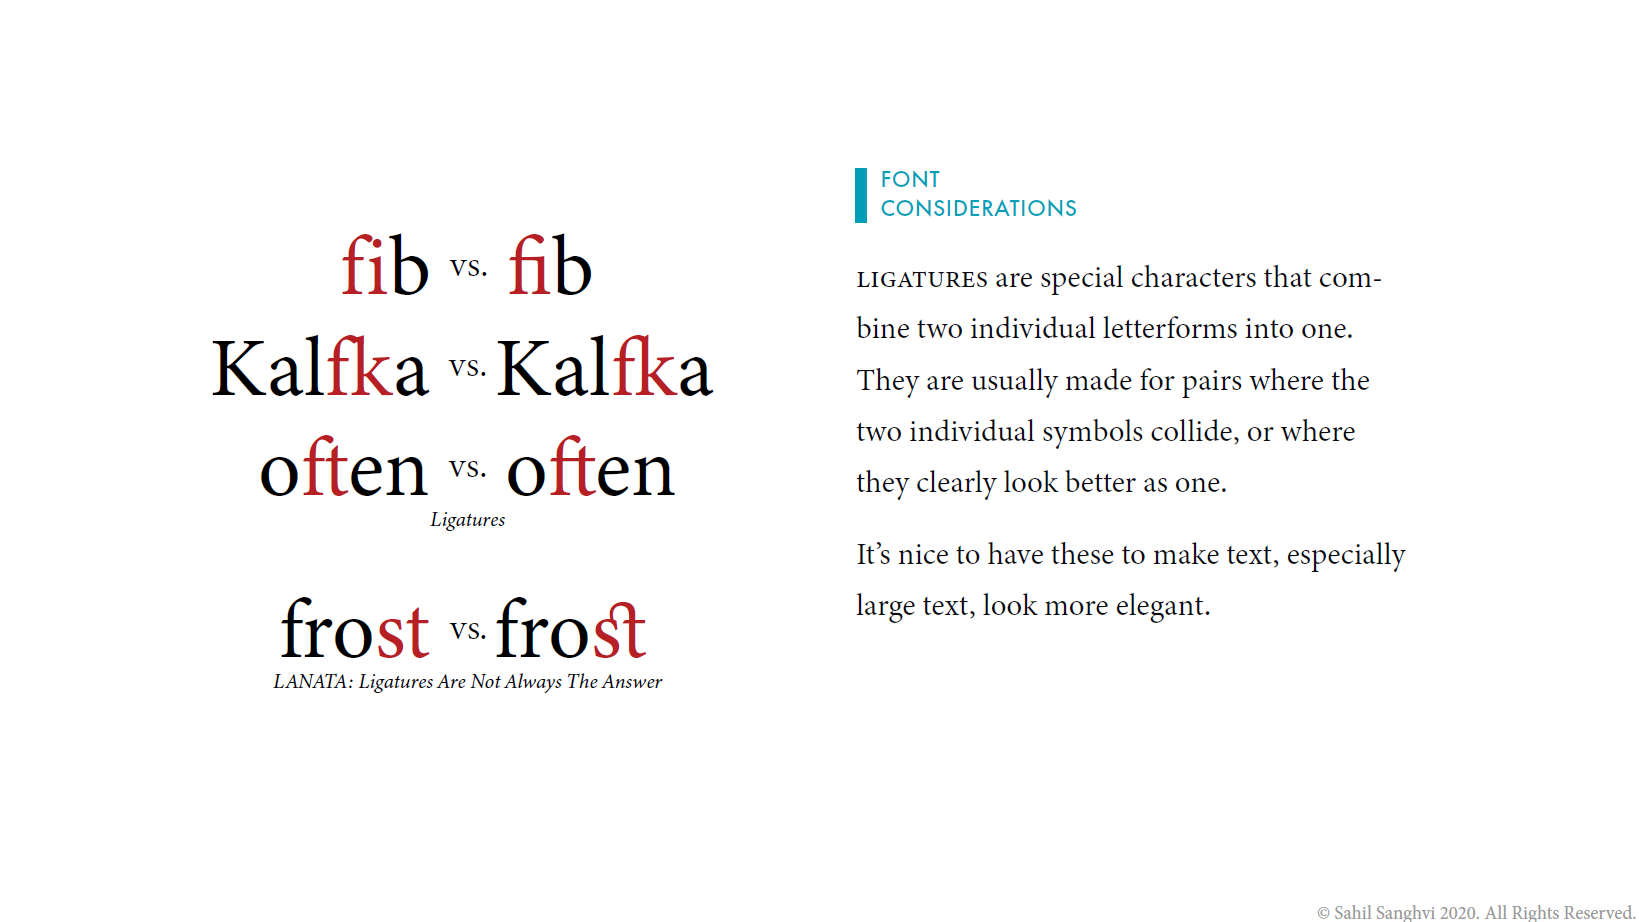 fib vs. fib
Kalfka vs. Kalfka
often vs. often
Ligatures
frost vs. frost
LANATA: Ligatures Are Not Always The Answer
FONT
CONSIDERATIONS
LIGATURES are special characters that com-
bine two individual letterforms into one.
They are usually made for pairs where the
two individual symbols collide, or where
they clearly look better as one.
It’s nice to have these to make text, especially
large text, look more elegant.
© Sahil Sanghvi 2020. All Rights Reserved.